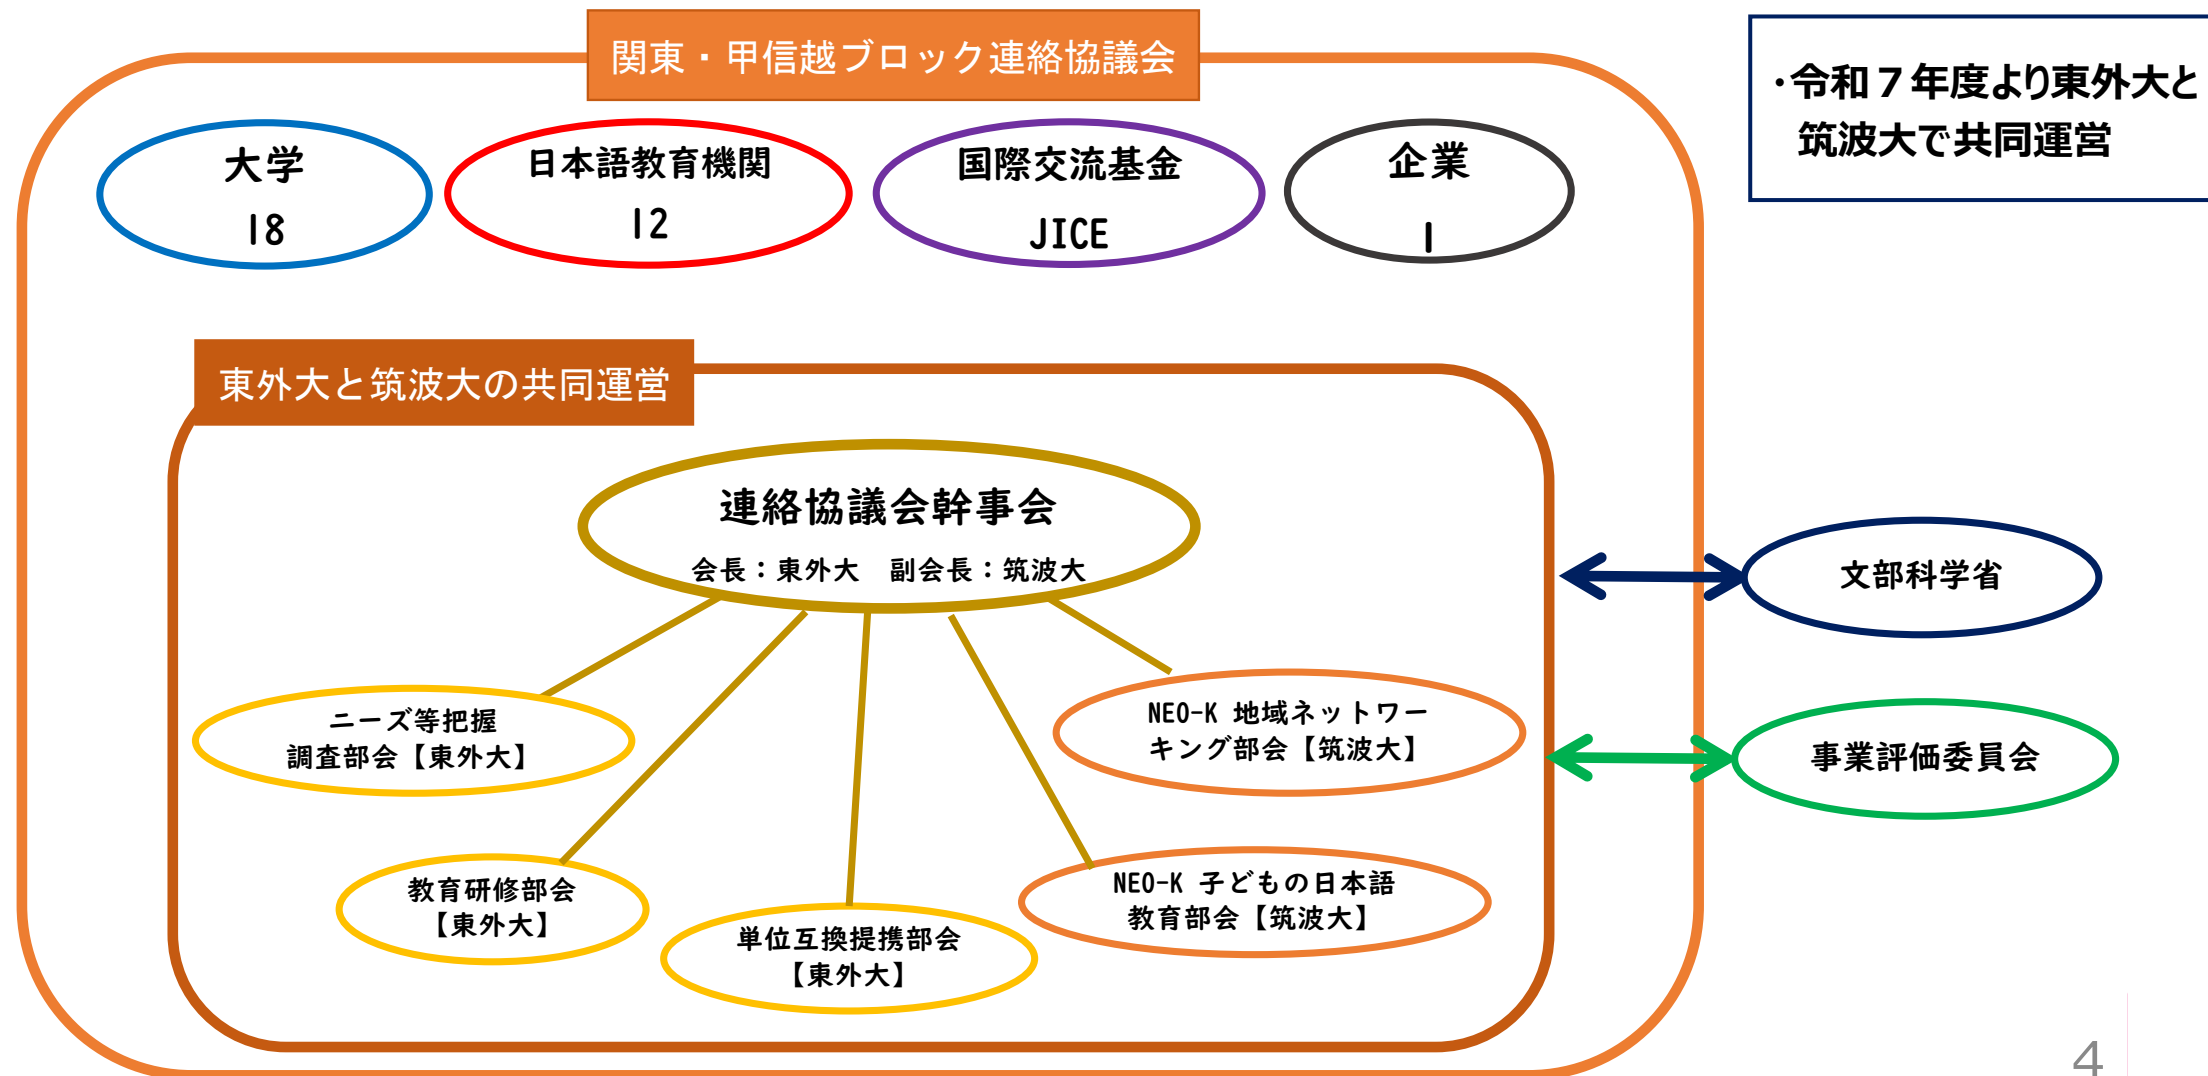 関東・甲信越ブロック連絡協議会
・令和７年度より東外大と
筑波大で共同運営
大学
18
日本語教育機関
12
国際交流基金
JICE
企業
1
東外大と筑波大の共同運営
連絡協議会幹事会
会長：東外大　副会長：筑波大
文部科学省
事業評価委員会
ニーズ等把握
調査部会【東外大】
NEO-K 地域ネットワー
キング部会【筑波大】
教育研修部会
【東外大】
単位互換提携部会
【東外大】
NEO-K 子どもの日本語
教育部会【筑波大】
4